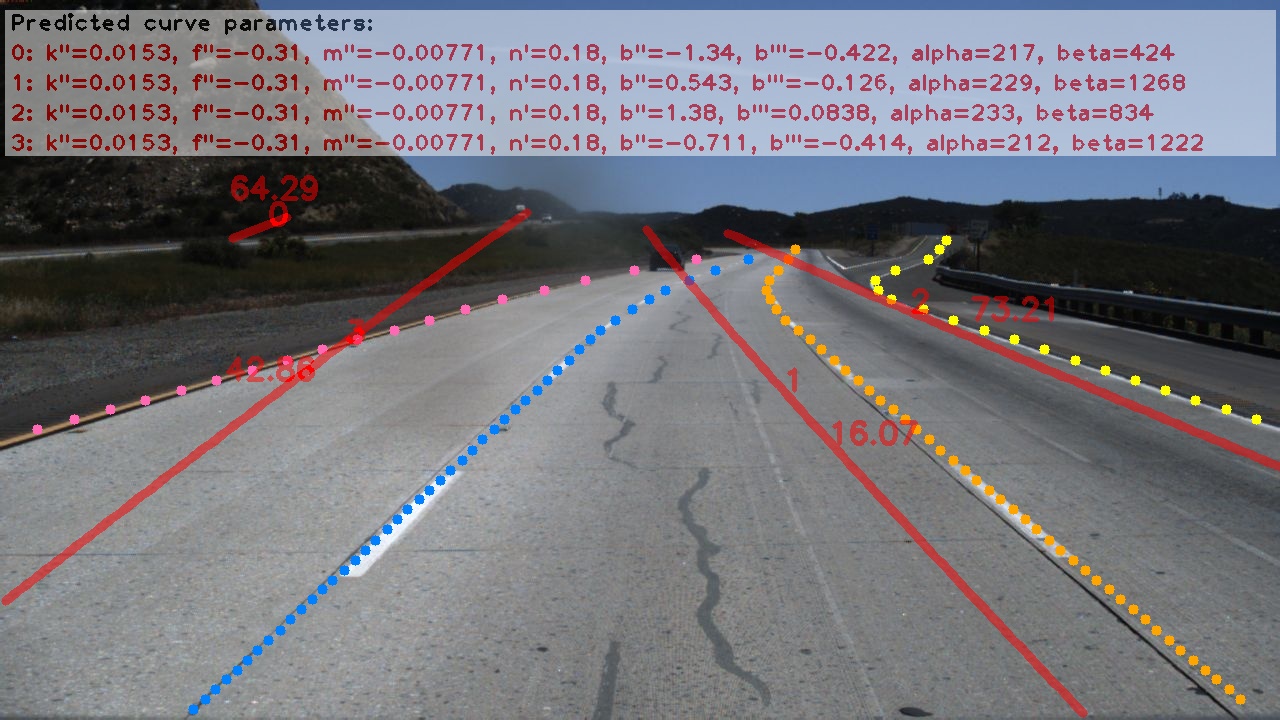 Predicted curve parameters:
0: k''=0.0153, f''=-0.31, m''=-0.00771, n'=0.18, b''=-1.34, b'''=-0.422, alpha=217, beta=424
1: k''=0.0153, f''=-0.31, m''=-0.00771, n'=0.18, b''=0.543, b'''=-0.126, alpha=229, beta=1268
2: k''=0.0153, f''=-0.31, m''=-0.00771, n'=0.18, b''=1.38, b'''=0.0838, alpha=233, beta=834
3: k''=0.0153, f''=-0.31, m''=-0.00771, n'=0.18, b''=-0.711, b'''=-0.414, alpha=212, beta=1222
64.29
0
2 73.21
3
42.86
1
16.07